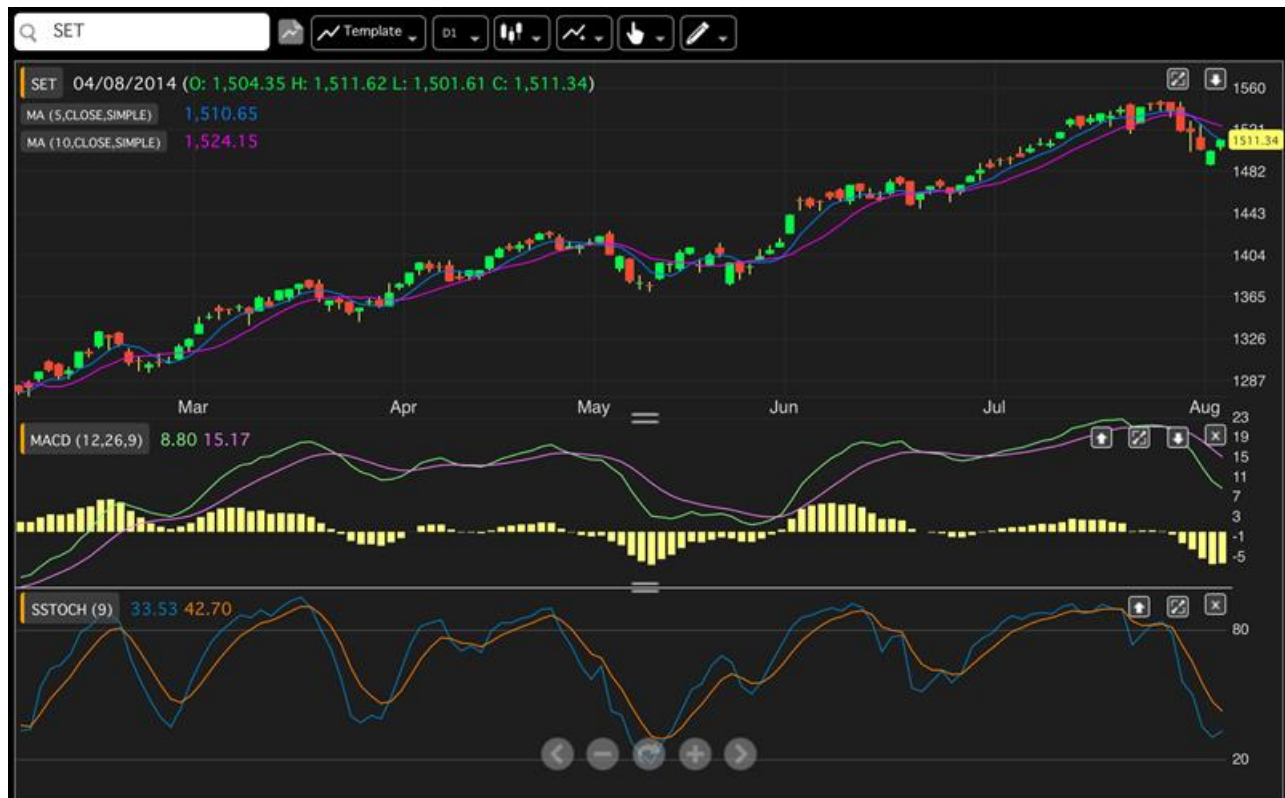 SET
Template
D1
SET 04/08/2014 (O: 1,504.35 H: 1,511.62 L: 1,501.61 C: 1,511.34)
MA (5,CLOSE,SIMPLE) 1,510.65
MA (10,CLOSE,SIMPLE) 1,524.15
1560
1521
1511.34
1482
1443
1404
1365
1326
1287
Mar Apr May Jun Jul Aug
MACD (12,26,9) 8.80 15.17
23
19
15
11
7
3
-1
-5
SSTOCH (9) 33.53 42.70
80
20